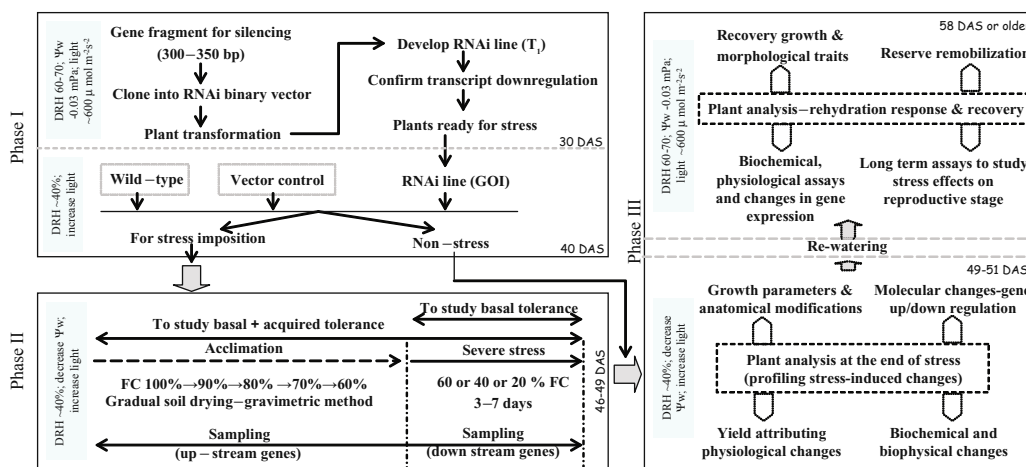 Phase I
DRH 60-70; Ψw
-0.03 mPa; light
~600 µ mol m-2s-2
Gene fragment for silencing
(300–350 bp)
Clone into RNAi binary vector
Plant transformation
Develop RNAi line (T1)
Confirm transcript downregulation
Plants ready for stress
30 DAS
DRH ~40%;
increase light
Wild–type
Vector control
RNAi line (GOI)
For stress imposition
Non–stress
40 DAS
Phase II
DRH ~40%; decrease Ψw;
increase light
To study basal tolerance
To study basal + acquired tolerance
Acclimation
Severe stress
FC 100%→90%→80% →70%→60%
Gradual soil drying–gravimetric method
60 or 40 or 20 % FC
3–7 days
Sampling
(up–stream genes)
Sampling
(down stream genes)
46-49 DAS
Phase III
58 DAS or older
DRH 60-70; Ψw -0.03 mPa;
light ~600 µ mol m-2s-2
Recovery growth &
morphological traits
Reserve remobilization
Plant analysis–rehydration response & recovery
Biochemical,
physiological assays
and changes in gene
expression
Long term assays to study
stress effects on
reproductive stage
Re-watering
49-51 DAS
DRH ~40%; decrease
Ψw; increase light
Growth parameters &
anatomical modifications
Molecular changes-gene
up/down regulation
Plant analysis at the end of stress
(profiling stress-induced changes)
Yield attributing
physiological changes
Biochemical and
biophysical changes